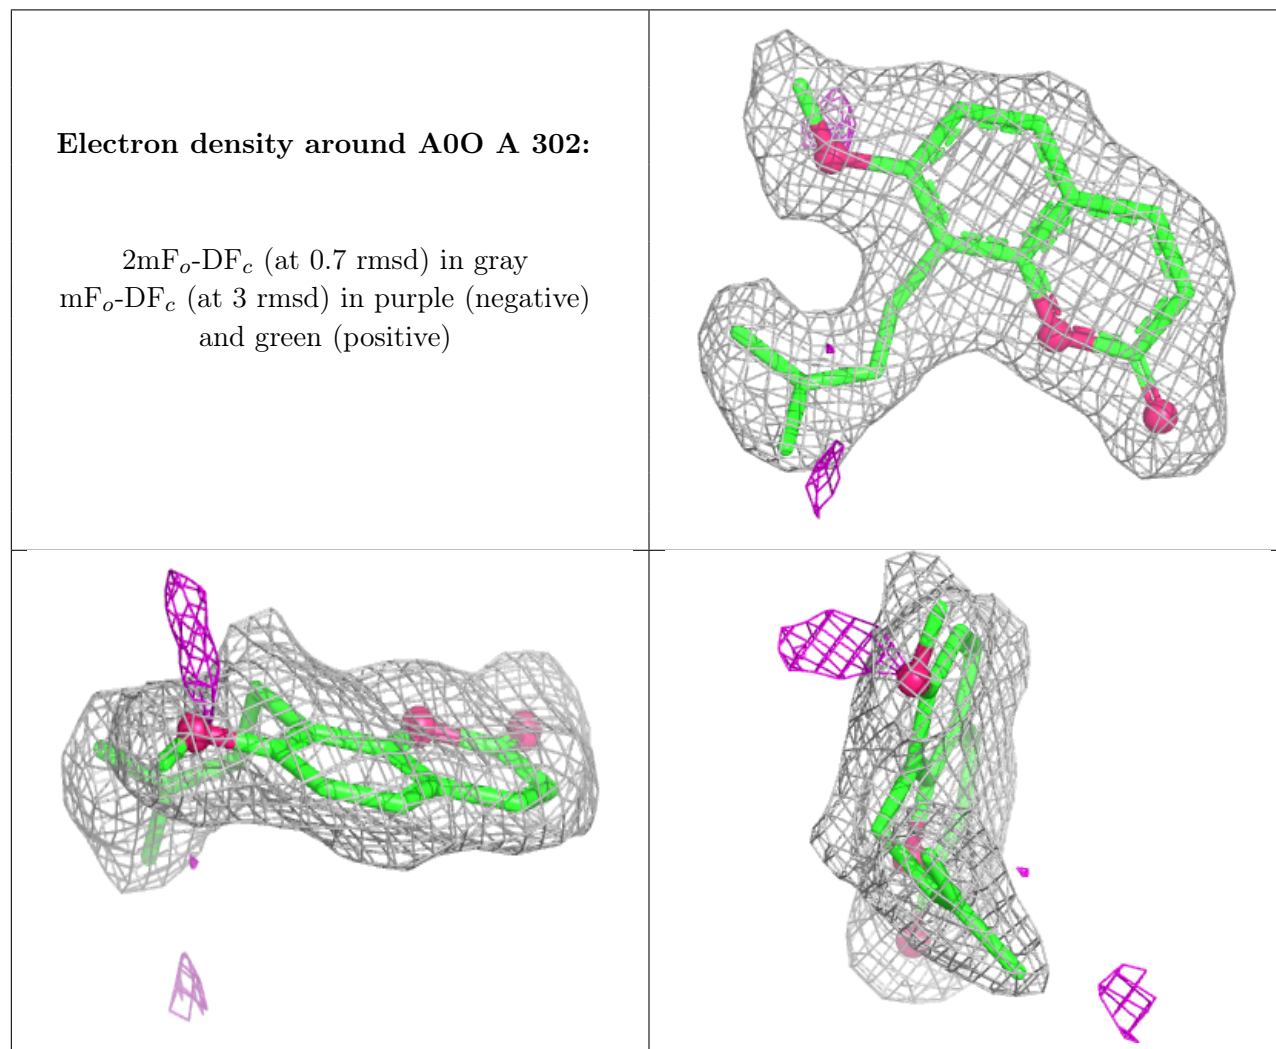 Electron density around A0O A 302:
2mFo-DFc (at 0.7 rmsd) in gray
mFo-DFc (at 3 rmsd) in purple (negative)
and green (positive)